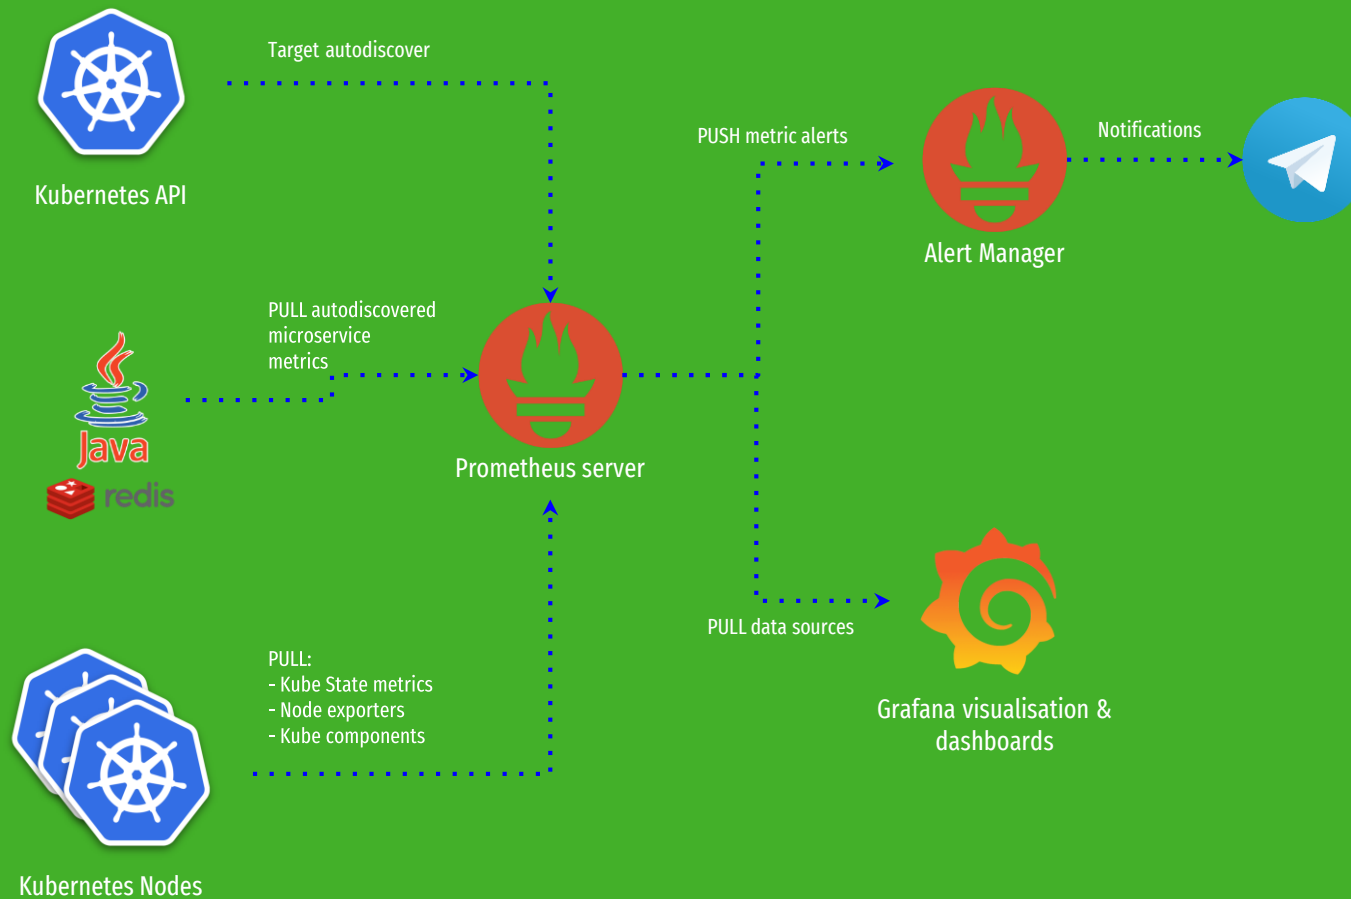 Target autodiscover
Kubernetes API
PUSH metric alerts
Notifications
Alert Manager
PULL autodiscovered
microservice
metrics
Java
redis
Prometheus server
PULL data sources
PULL:
- Kube State metrics
- Node exporters
- Kube components
Grafana visualisation &
dashboards
Kubernetes Nodes